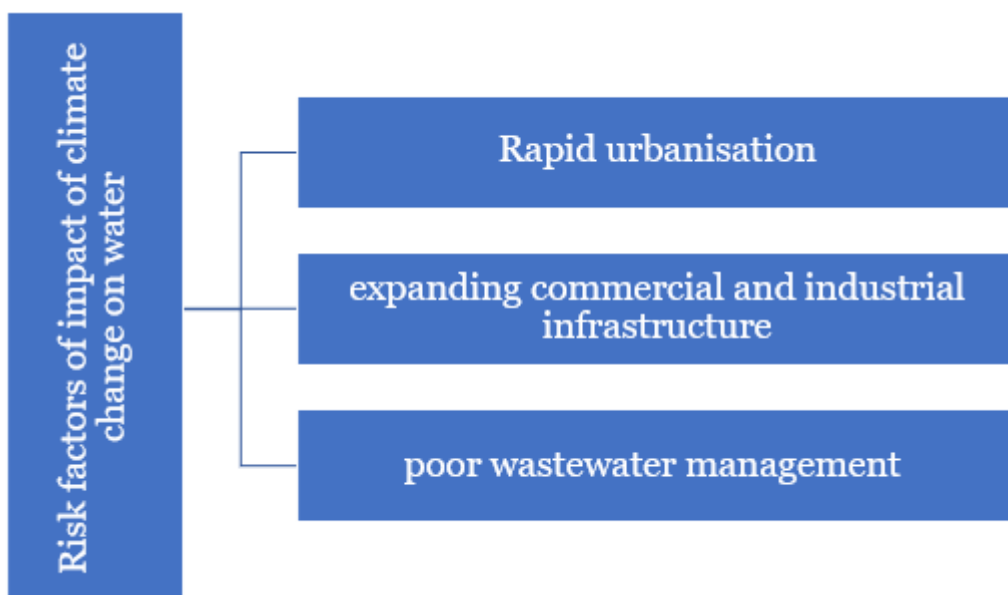 Risk factors of impact of climate
change on water
Rapid urbanisation
expanding commercial and industrial
infrastructure
poor wastewater management